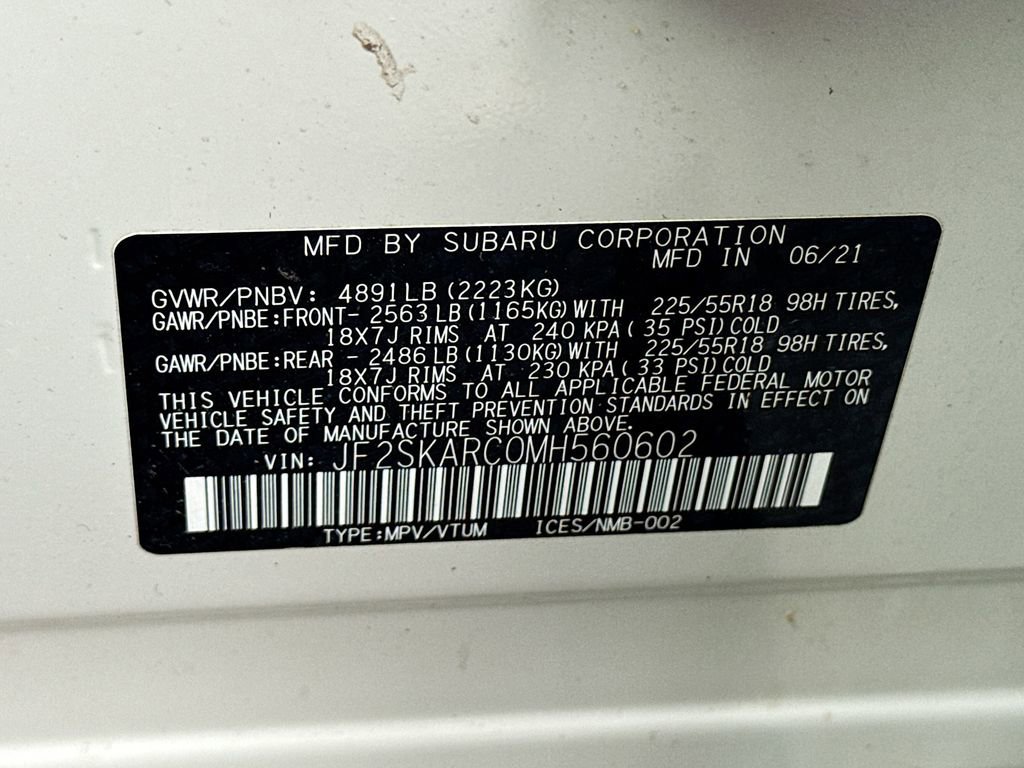 MFD BY SUBARU CORPORATION
MFD IN 06/21
GVWR/PNBV: 4891LB (2223KG)
GAWR/PNBE:FRONT- 2563LB(1165KG)WITH 225/55R18 98H TIRES,
18X7J RIMS AT 240 KPA( 35 PSI)COLD
GAWR/PNBE:REAR - 2486LB(1130KG)WITH 225/55R18 98H TIRES,
18X7J RIMS AT 230 KPA( 33 PSI)COLD
THIS VEHICLE CONFORMS TO ALL APPLICABLE FEDERAL MOTOR
VEHICLE SAFETY AND THEFT PREVENTION STANDARDS IN EFFECT ON
THE DATE OF MANUFACTURE SHOWN ABOVE.
VIN: JF2SKARC0MH560602
TYPE:MPV/VTUM ICES/NMB-002